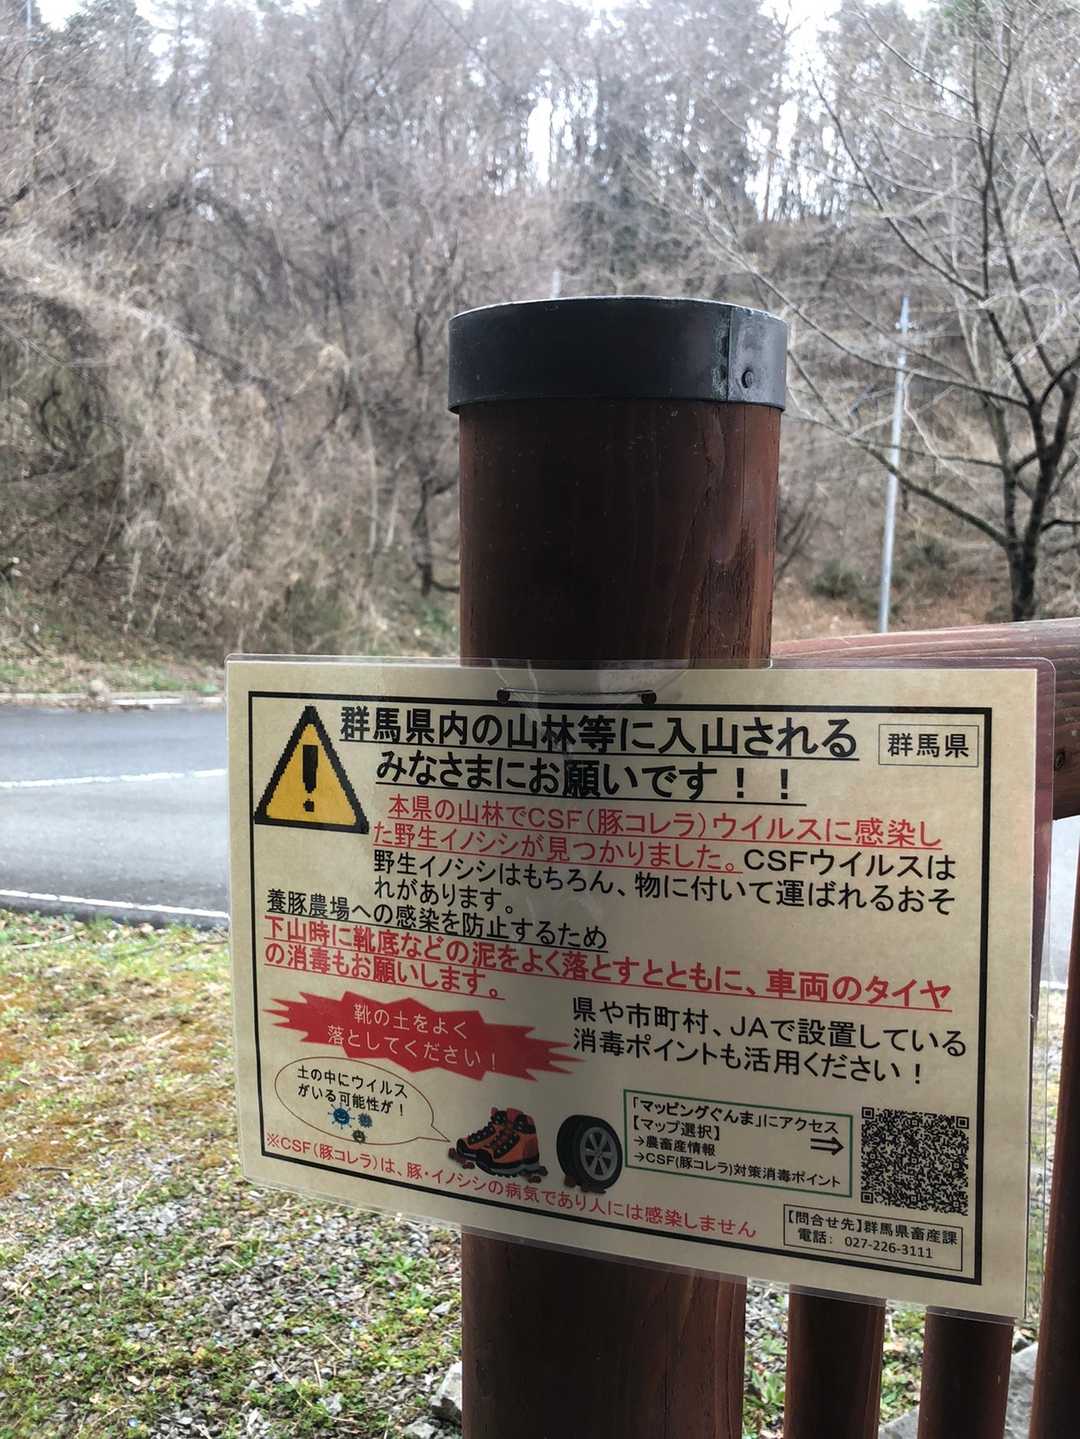 群馬県内の山林等に入山される
みなさまにお願いです！！
群馬県
本県の山林でCSF（豚コレラ）ウイルスに感染し
た野生イノシシが見つかりました。CSFウイルスは
野生イノシシはもちろん、物に付いて運ばれるおそ
れがあります。
養豚農場への感染を防止するため
下山時に靴底などの泥をよく落とすとともに、車両のタイヤ
の消毒もお願いします。
靴の土をよく
落としてください！
県や市町村、JAで設置している
消毒ポイントも活用ください！
土の中にウイルス
がいる可能性が！
「マッピングぐんま」にアクセス
【マップ選択】
→農畜産情報
→CSF(豚コレラ)対策消毒ポイント
※CSF（豚コレラ）は、豚・イノシシの病気であり人には感染しません
【問合せ先】群馬県畜産課
電話： 027-226-3111